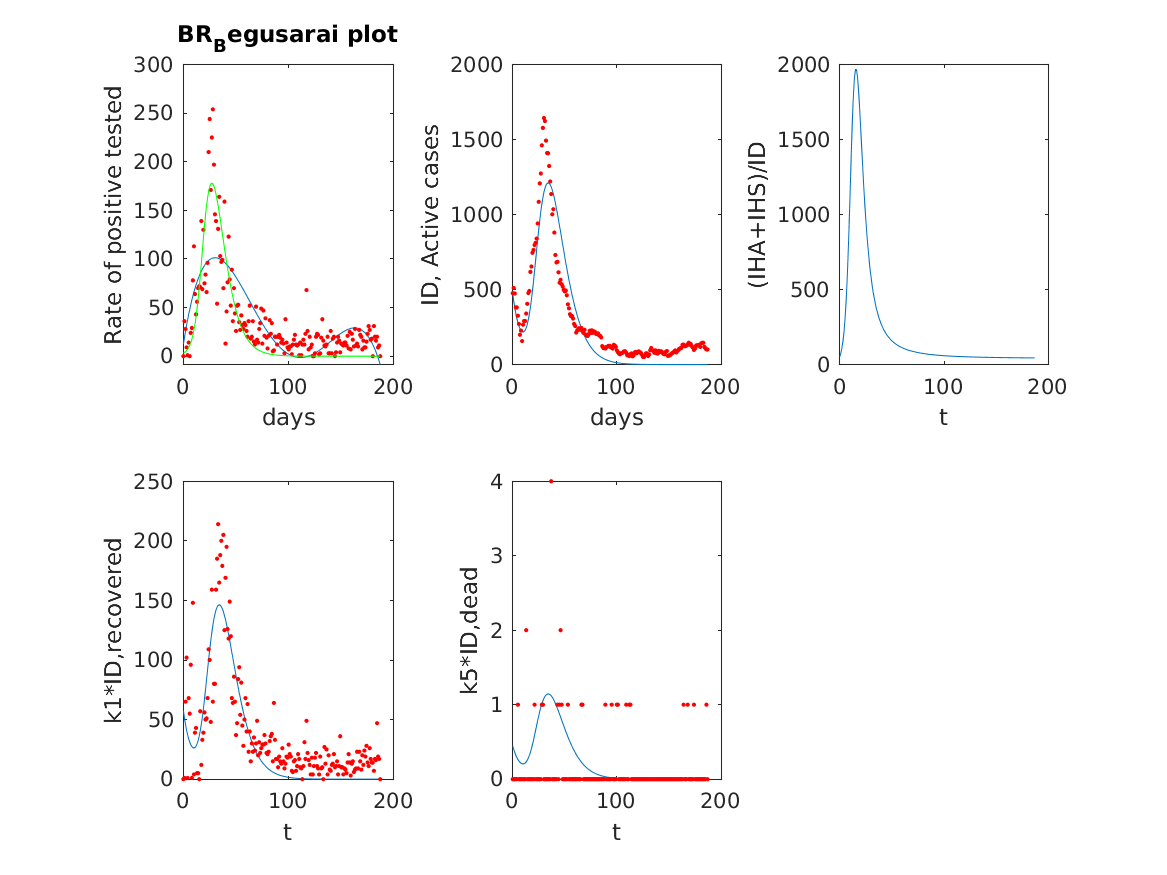 BR_Begusarai plot
300
250
200
150
100
50
0
Rate of positive tested
0 100 200
days
2000
1500
1000
500
0
ID, Active cases
0 100 200
days
2000
1500
1000
500
0
(IHA+IHS)/ID
0 100 200
t
250
200
150
100
50
0
k1*ID,recovered
0 100 200
t
4
3
2
1
0
k5*ID,dead
0 100 200
t